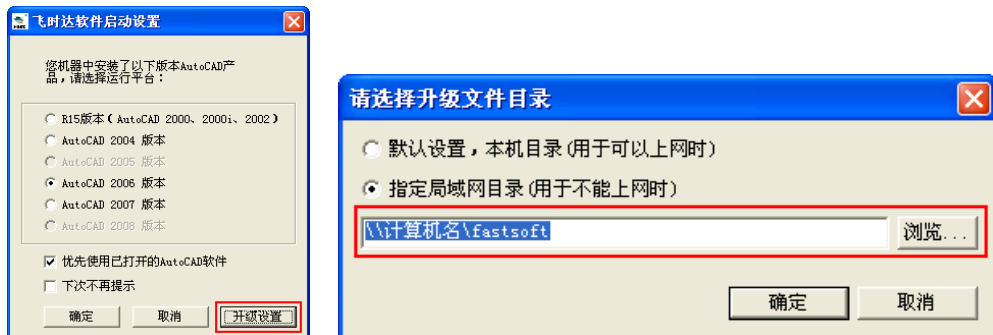 飞时达软件启动设置
您机器中安装了以下版本AutoCAD产
品，请选择运行平台：
R15版本（AutoCAD 2000、2000i、2002）
AutoCAD 2004 版本
AutoCAD 2005 版本
AutoCAD 2006 版本
AutoCAD 2007 版本
AutoCAD 2008 版本
优先使用已打开的AutoCAD软件
下次不再提示
确定 取消 升级设置
请选择升级文件目录
默认设置，本机目录(用于可以上网时)
指定局域网目录(用于不能上网时)
\\计算机名\fastsoft 浏览...
确定 取消